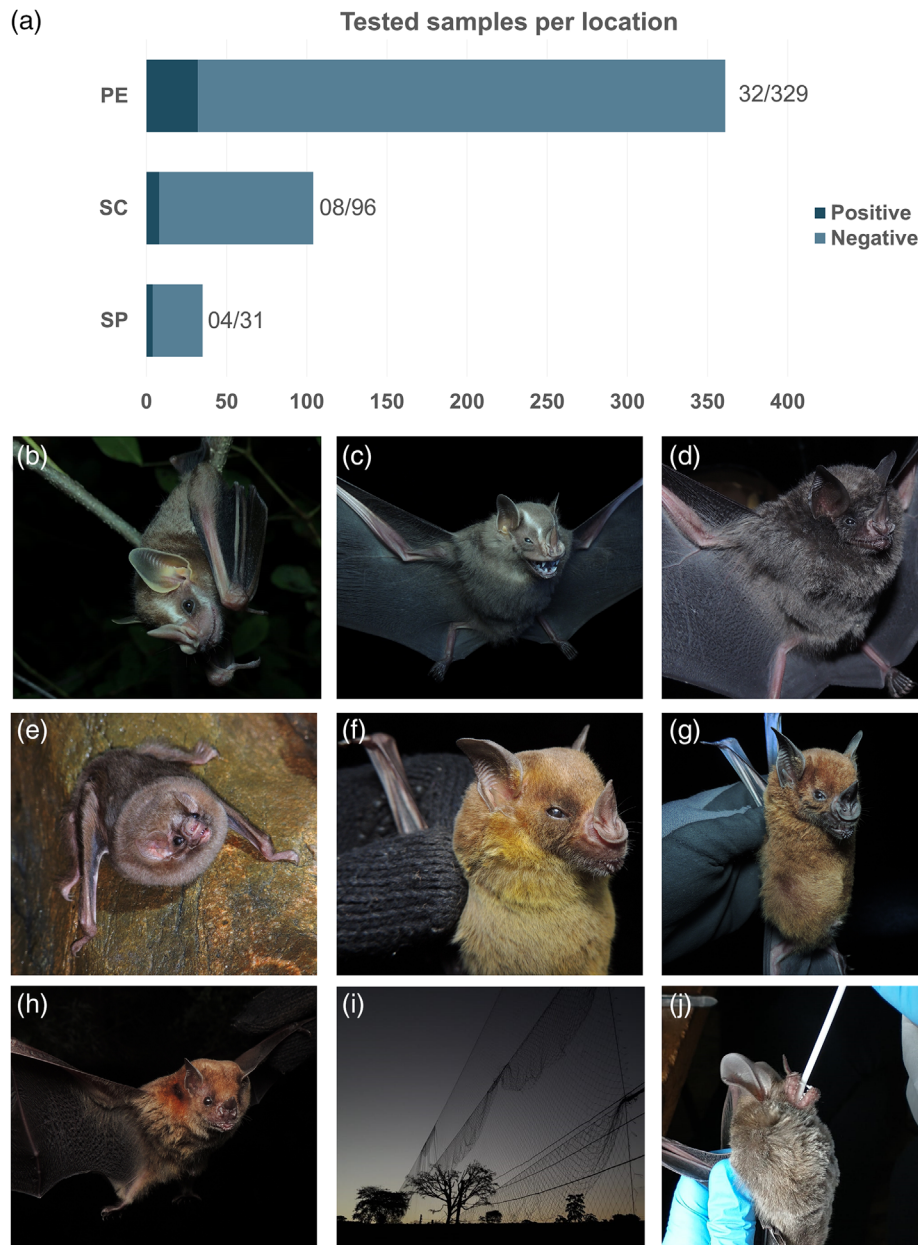 (a)
Tested samples per location
PE
32/329
SC
08/96
Positive
Negative
SP
04/31
0 50 100 150 200 250 300 350 400
(b)
(c)
(d)
(e)
(f)
(g)
(h)
(i)
(j)